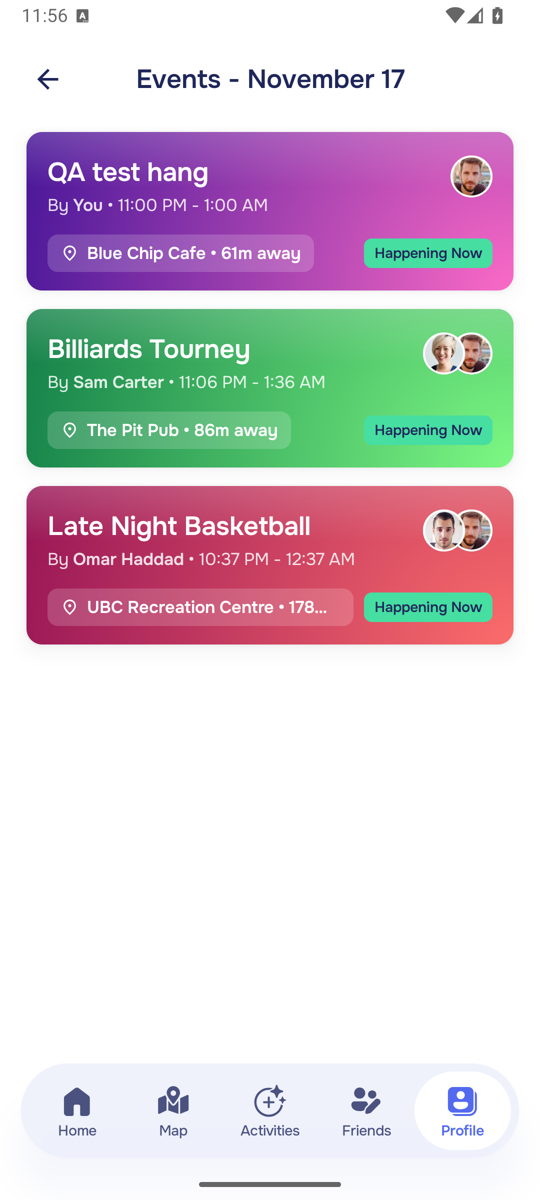 11:56
Events - November 17
QA test hang
By You • 11:00 PM - 1:00 AM
Blue Chip Cafe • 61m away
Happening Now
Billiards Tourney
By Sam Carter • 11:06 PM - 1:36 AM
The Pit Pub • 86m away
Happening Now
Late Night Basketball
By Omar Haddad • 10:37 PM - 12:37 AM
UBC Recreation Centre • 178...
Happening Now
Home
Map
Activities
Friends
Profile